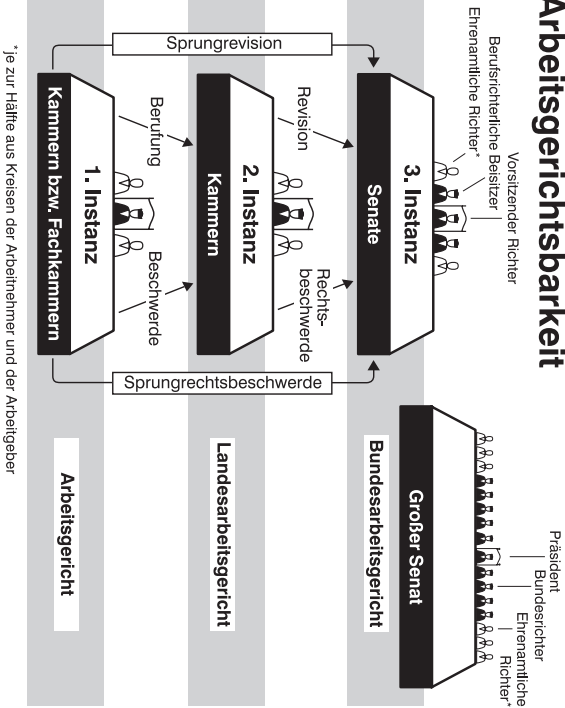 Arbeitsgerichtsbarkeit
Präsident
Bundesrichter
Ehrenamtliche
Richter*
Vorsitzender Richter
Berufsrichterliche Beisitzer
Ehrenamtliche Richter*
3. Instanz
Senate
Großer Senat
Bundesarbeitsgericht
Sprungrevision
Revision
Rechts-
beschwerde
Sprungrechtsbeschwerde
2. Instanz
Kammern
Landesarbeitsgericht
Berufung
Beschwerde
1. Instanz
Kammern bzw. Fachkammern
Arbeitsgericht
*je zur Hälfte aus Kreisen der Arbeitnehmer und der Arbeitgeber